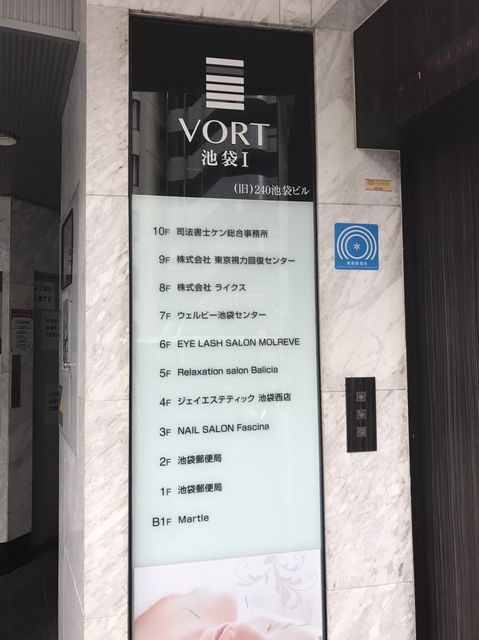 VORT
池袋I
(旧)240池袋ビル
10F 司法書士ケン総合事務所
9F 株式会社 東京視力回復センター
8F 株式会社 ライクス
7F ウェルビー池袋センター
6F EYE LASH SALON MOLREVE
5F Relaxation salon Balicia
4F ジェイエステティック 池袋西店
3F NAIL SALON Fascina
2F 池袋郵便局
1F 池袋郵便局
B1F Martle